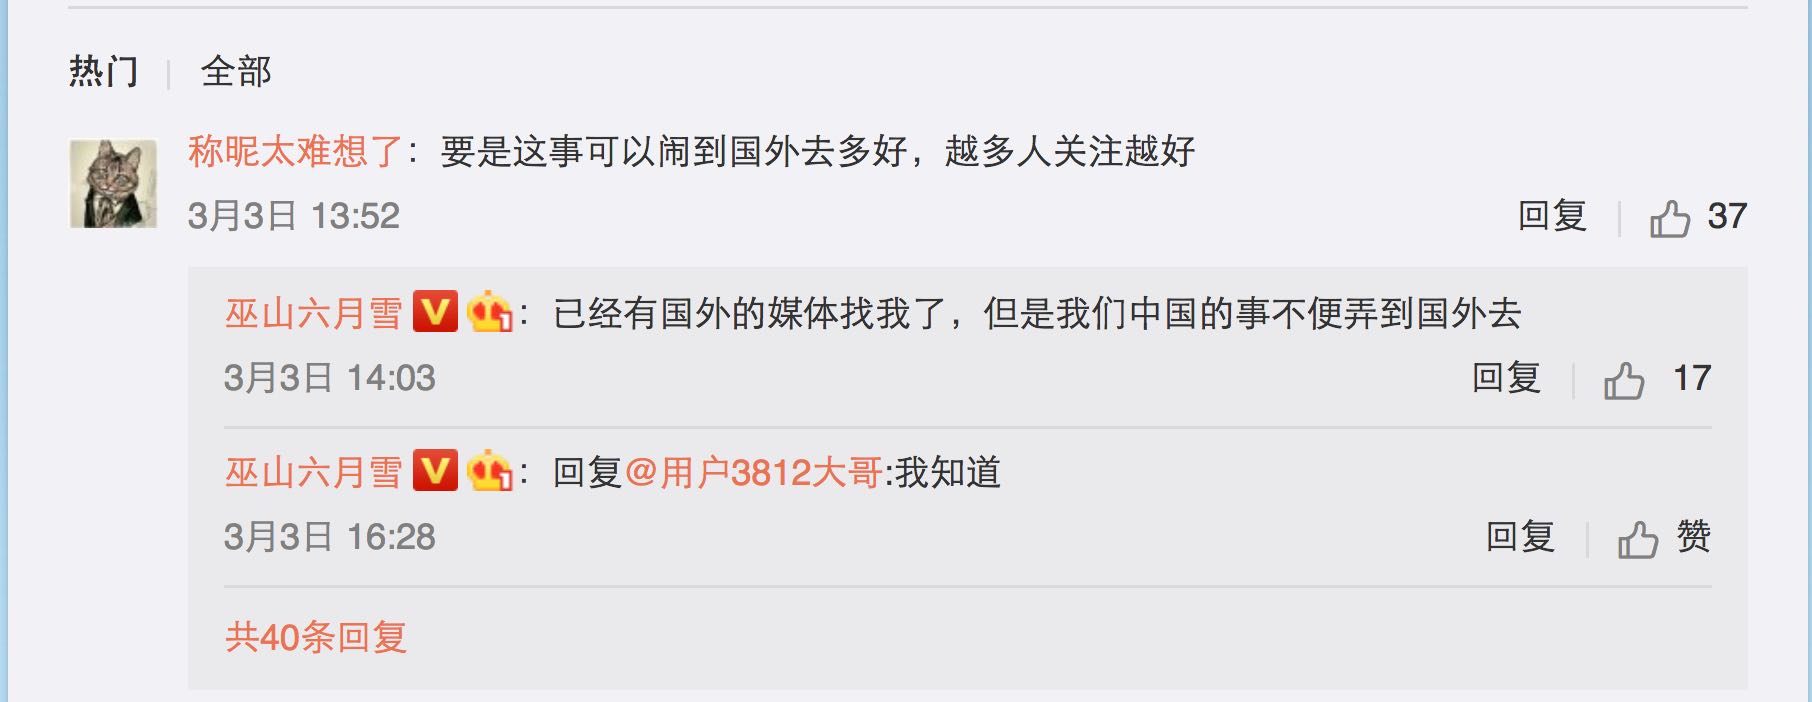 热门 | 全部
称昵太难想了：要是这事可以闹到国外去多好，越多人关注越好
3月3日 13:52 回复 | 37
巫山六月雪 V 1：已经有国外的媒体找我了，但是我们中国的事不便弄到国外去
3月3日 14:03 回复 | 17
巫山六月雪 V 1：回复@用户3812大哥:我知道
3月3日 16:28 回复 | 赞
共40条回复